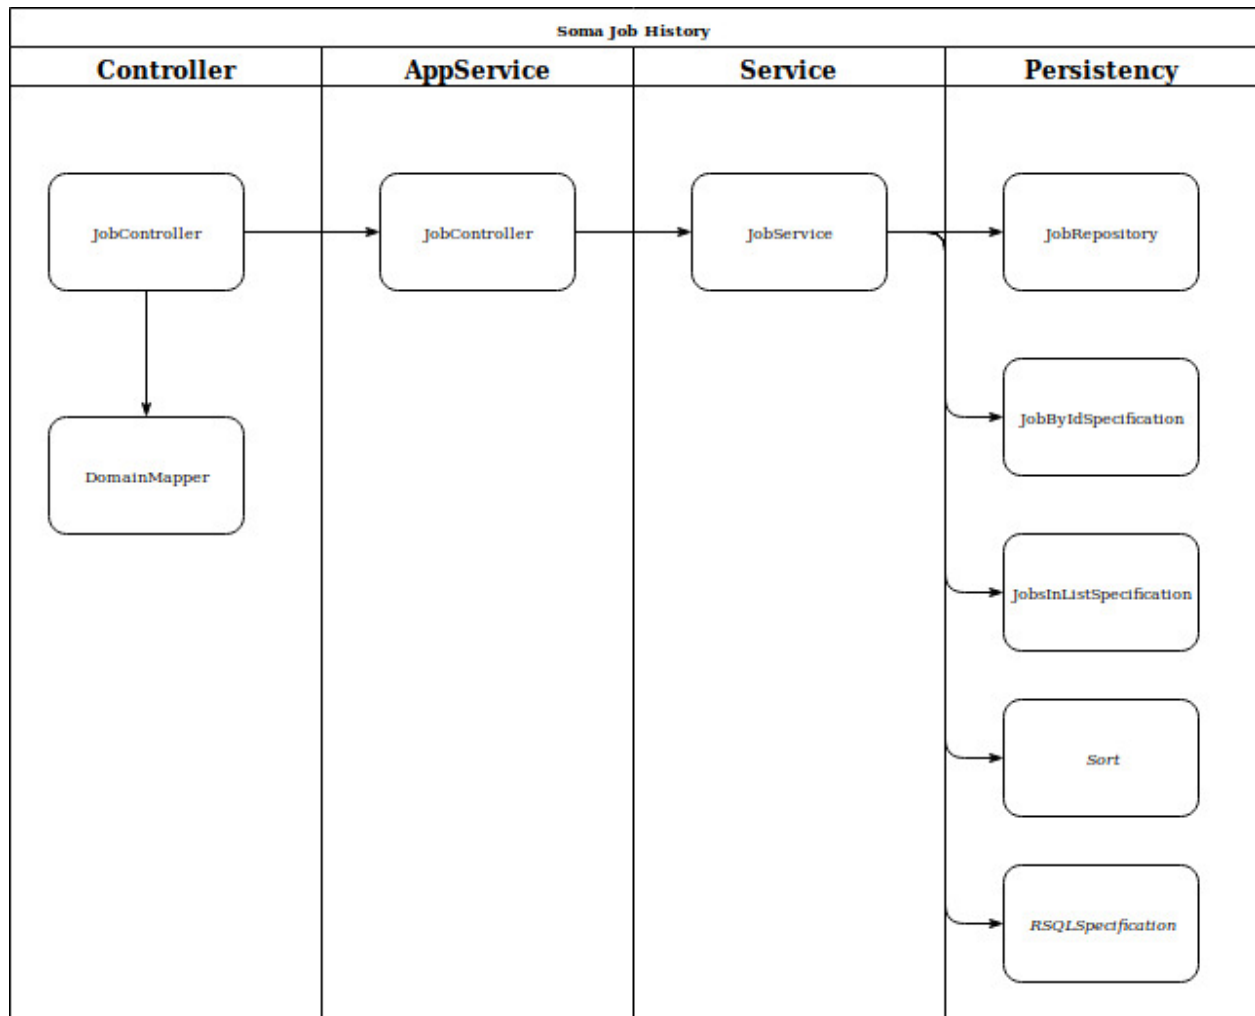 Soma Job History
Controller
AppService
Service
Persistency
JobController
JobController
JobService
JobRepository
JobByIdSpecification
DomainMapper
JobsInListSpecification
Sort
RSQLSpecification